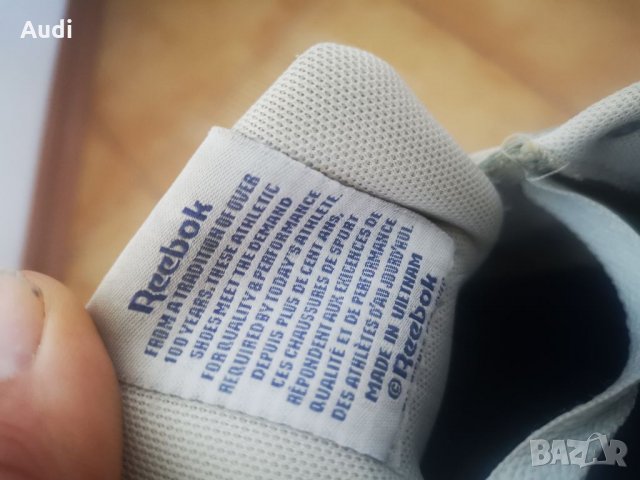 Audi
Reebok
FROM A TRADITION OF OVER
100 YEARS, THESE ATHLETIC
SHOES MEET THE DEMAND
FOR QUALITY & PERFORMANCE
REQUIRED BY TODAY'S ATHLETE
DEPUIS PLUS DE CENT ANS,
CES CHAUSSURES DE SPORT
RÉPONDENT AUX EXIGENCES DE
QUALITÉ ET DE PERFORMANCE
DES ATHLÈTES D'AUJOURD'HUI.
MADE IN VIETNAM
©Reebok
BAZAR